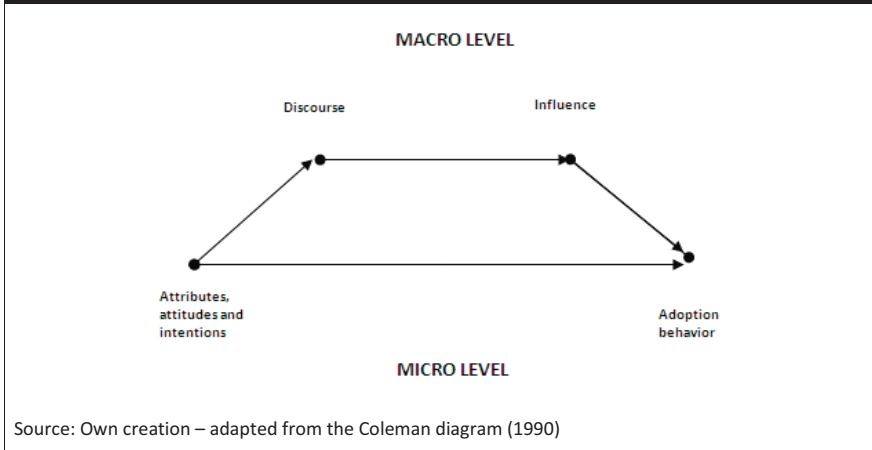 MACRO LEVEL
Discourse
Influence
Attributes,
attitudes and
intentions
Adoption
behavior
MICRO LEVEL
Source: Own creation – adapted from the Coleman diagram (1990)